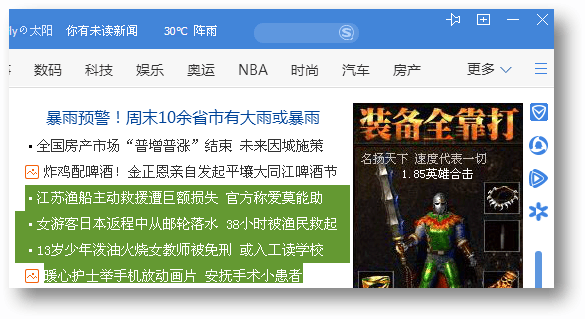 ly的太阳 你有未读新闻 30℃ 阵雨
数码 科技 娱乐 奥运 NBA 时尚 汽车 房产 更多
暴雨预警！周末10余省市有大雨或暴雨
全国房产市场“普增普涨”结束 未来因城施策
炸鸡配啤酒！金正恩亲自发起平壤大同江啤酒节
江苏渔船主动救援遭巨额损失 官方称爱莫能助
女游客日本返程中从邮轮落水 38小时被渔民救起
13岁少年泼油火烧女教师被免刑 或入工读学校
暖心护士举手机放动画片 安抚手术小患者
装备全靠打
名扬天下 速度代表一切
1.85英雄合击